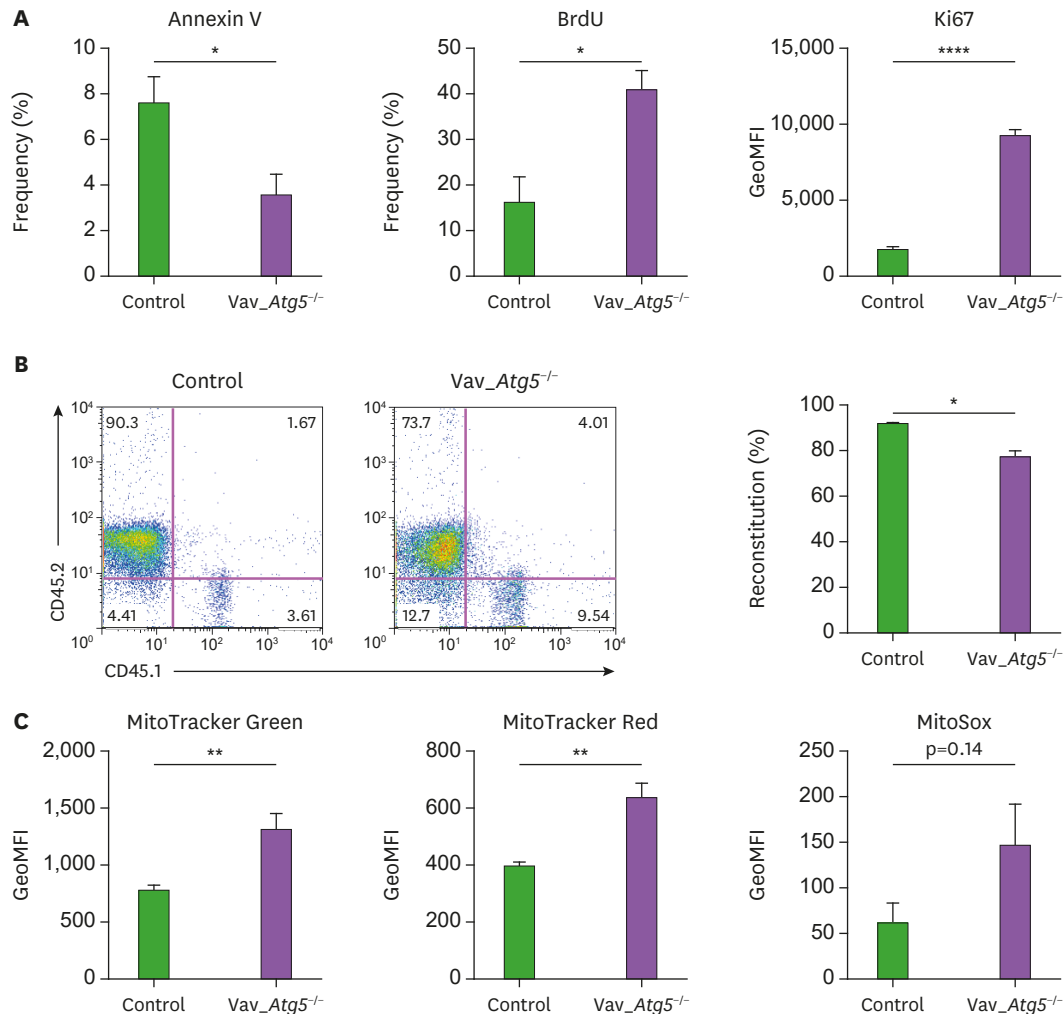 A
Annexin V
*
Frequency (%)
10
8
6
4
2
0
Control
Vav_Atg5⁻/⁻
BrdU
*
Frequency (%)
50
40
30
20
10
0
Control
Vav_Atg5⁻/⁻
Ki67
****
GeoMFI
15,000
10,000
5,000
0
Control
Vav_Atg5⁻/⁻
B
Control
CD45.2
10⁴
10³
10²
10¹
10⁰
90.3
1.67
4.41
3.61
10¹
10²
10³
10⁴
CD45.1
Vav_Atg5⁻/⁻
10⁴
10³
10²
10¹
10⁰
73.7
4.01
12.7
9.54
10¹
10²
10³
10⁴
*
Reconstitution (%)
100
80
60
40
20
0
Control
Vav_Atg5⁻/⁻
C
MitoTracker Green
**
GeoMFI
2,000
1,500
1,000
500
0
Control
Vav_Atg5⁻/⁻
MitoTracker Red
**
GeoMFI
800
600
400
200
0
Control
Vav_Atg5⁻/⁻
MitoSox
p=0.14
GeoMFI
250
200
150
100
50
0
Control
Vav_Atg5⁻/⁻